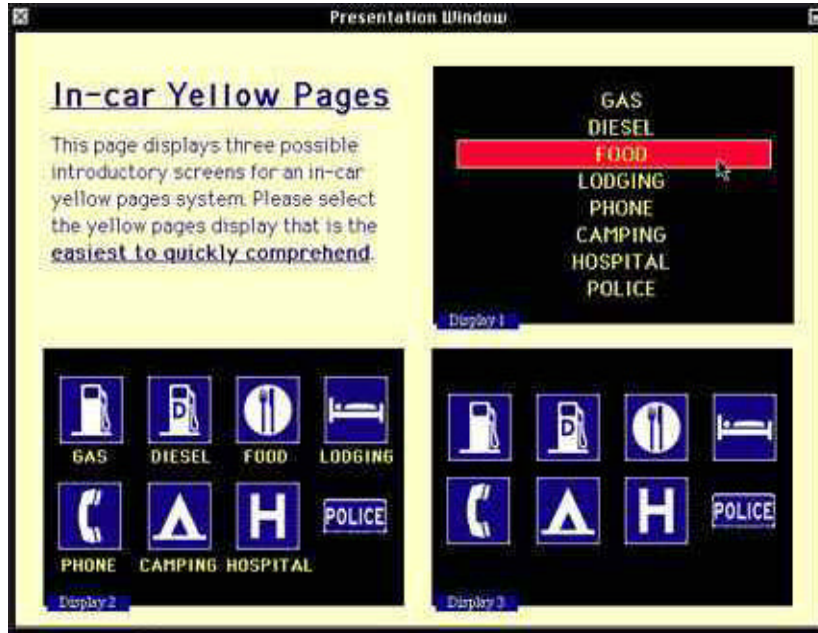 Presentation Window
In-car Yellow Pages
This page displays three possible
introductory screens for an in-car
yellow pages system. Please select
the yellow pages display that is the
easiest to quickly comprehend.
GAS
DIESEL
FOOD
LODGING
PHONE
CAMPING
HOSPITAL
POLICE
Display 1
D
GAS DIESEL FOOD LODGING
H POLICE
PHONE CAMPING HOSPITAL
Display 2
D
H POLICE
Display 3